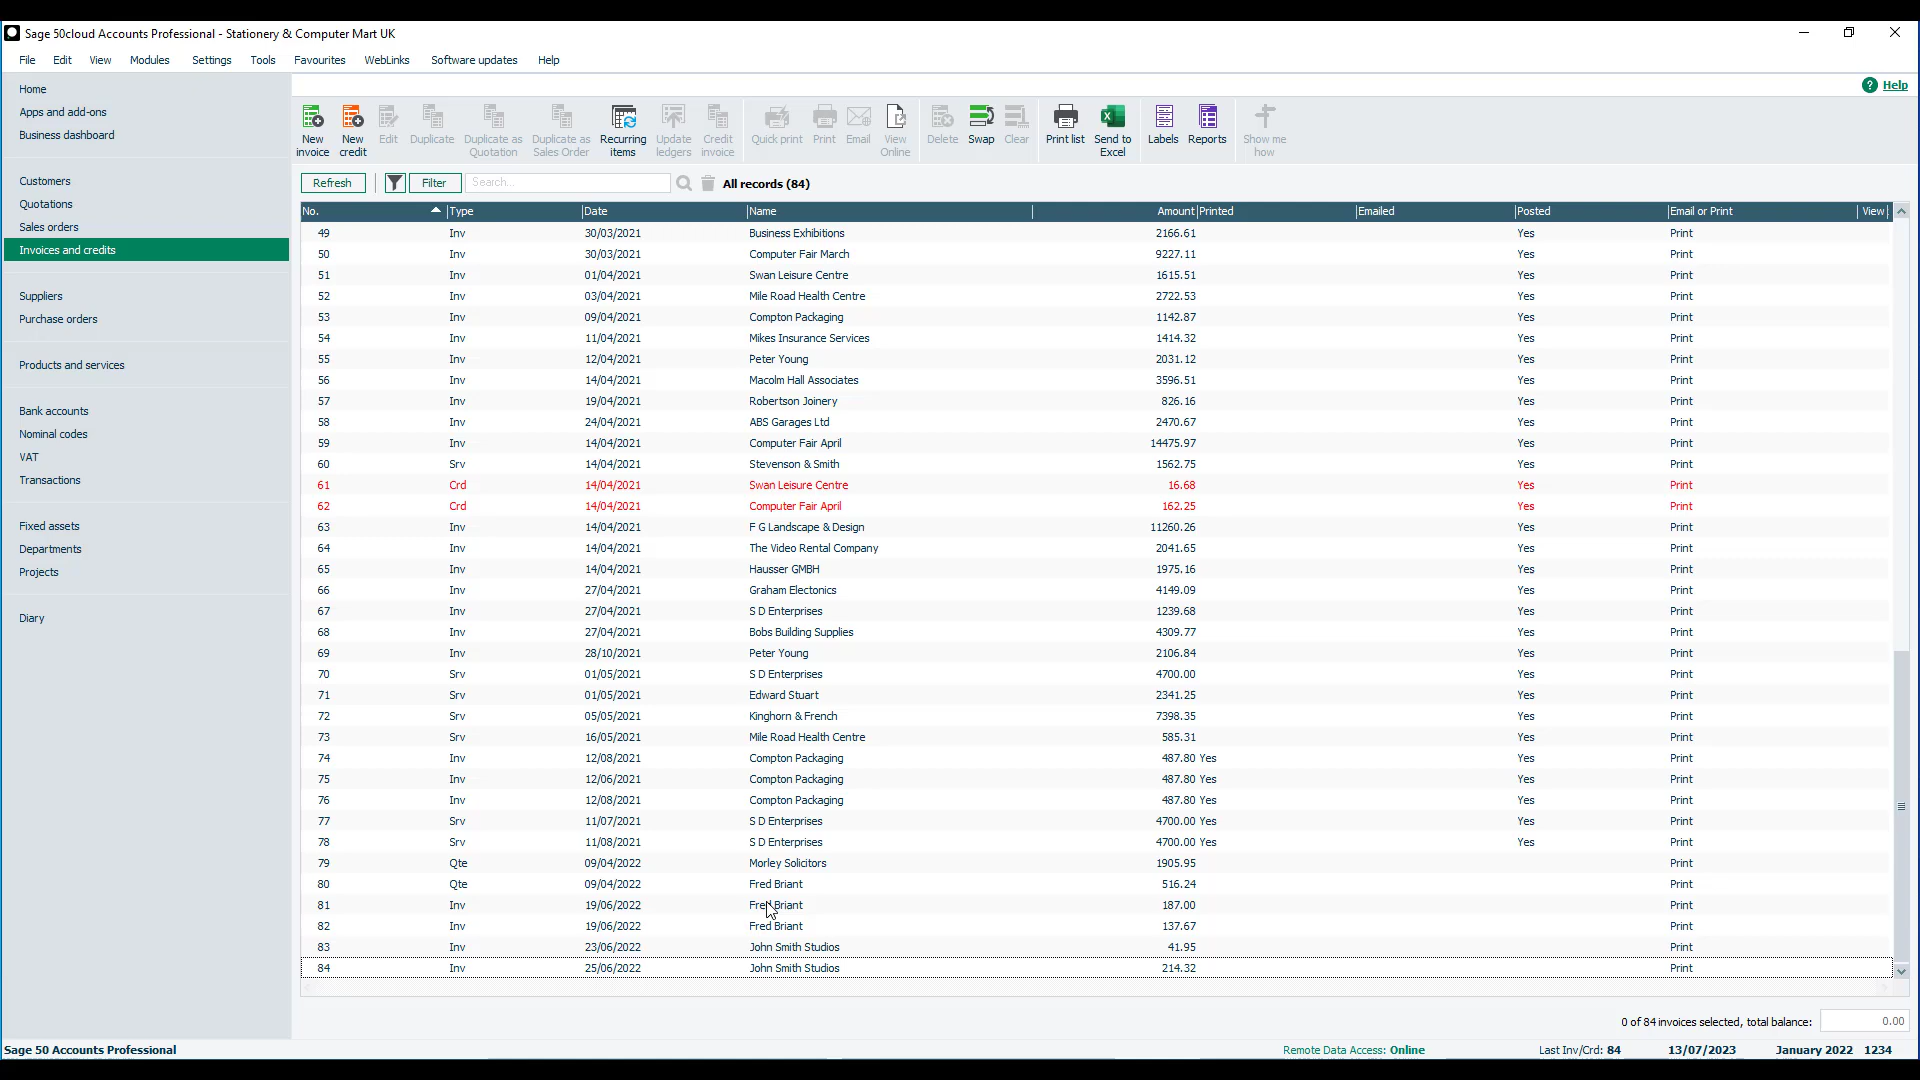 Sage 50cloud Accounts Professional - Stationery & Computer Mart UK
File Edit View Modules Settings Tools Favourites WebLinks Software updates Help
Home
Apps and add-ons
Business dashboard
Customers
Quotations
Sales orders
Invoices and credits
Suppliers
Purchase orders
Products and services
Bank accounts
Nominal codes
VAT
Transactions
Fixed assets
Departments
Projects
Diary
Help
New invoice
New credit
Edit
Duplicate
Duplicate as Quotation
Duplicate as Sales Order
Recurring items
Update ledgers
Credit invoice
Quick print
Print
Email
View Online
Delete
Swap
Clear
Print list
Send to Excel
Labels
Reports
Show me how
Refresh Filter Search... All records (84)
No. Type Date Name Amount Printed Emailed Posted Email or Print View
49 Inv 30/03/2021 Business Exhibitions 2166.61 Yes Print
50 Inv 30/03/2021 Computer Fair March 9227.11 Yes Print
51 Inv 01/04/2021 Swan Leisure Centre 1615.51 Yes Print
52 Inv 03/04/2021 Mile Road Health Centre 2722.53 Yes Print
53 Inv 09/04/2021 Compton Packaging 1142.87 Yes Print
54 Inv 11/04/2021 Mikes Insurance Services 1414.32 Yes Print
55 Inv 12/04/2021 Peter Young 2031.12 Yes Print
56 Inv 14/04/2021 Macolm Hall Associates 3596.51 Yes Print
57 Inv 19/04/2021 Robertson Joinery 826.16 Yes Print
58 Inv 24/04/2021 ABS Garages Ltd 2470.67 Yes Print
59 Inv 14/04/2021 Computer Fair April 14475.97 Yes Print
60 Srv 14/04/2021 Stevenson & Smith 1562.75 Yes Print
61 Crd 14/04/2021 Swan Leisure Centre 16.68 Yes Print
62 Crd 14/04/2021 Computer Fair April 162.25 Yes Print
63 Inv 14/04/2021 F G Landscape & Design 11260.26 Yes Print
64 Inv 14/04/2021 The Video Rental Company 2041.65 Yes Print
65 Inv 14/04/2021 Hausser GMBH 1975.16 Yes Print
66 Inv 27/04/2021 Graham Electonics 4149.09 Yes Print
67 Inv 27/04/2021 S D Enterprises 1239.68 Yes Print
68 Inv 27/04/2021 Bobs Building Supplies 4309.77 Yes Print
69 Inv 28/10/2021 Peter Young 2106.84 Yes Print
70 Srv 01/05/2021 S D Enterprises 4700.00 Yes Print
71 Srv 01/05/2021 Edward Stuart 2341.25 Yes Print
72 Srv 05/05/2021 Kinghorn & French 7398.35 Yes Print
73 Srv 16/05/2021 Mile Road Health Centre 585.31 Yes Print
74 Inv 12/08/2021 Compton Packaging 487.80 Yes Yes Print
75 Inv 12/06/2021 Compton Packaging 487.80 Yes Yes Print
76 Inv 12/08/2021 Compton Packaging 487.80 Yes Yes Print
77 Srv 11/07/2021 S D Enterprises 4700.00 Yes Yes Print
78 Srv 11/08/2021 S D Enterprises 4700.00 Yes Yes Print
79 Qte 09/04/2022 Morley Solicitors 1905.95 Print
80 Qte 09/04/2022 Fred Briant 516.24 Print
81 Inv 19/06/2022 Fred Briant 187.00 Print
82 Inv 19/06/2022 Fred Briant 137.67 Print
83 Inv 23/06/2022 John Smith Studios 41.95 Print
84 Inv 25/06/2022 John Smith Studios 214.32 Print
0 of 84 invoices selected, total balance: 0.00
Sage 50 Accounts Professional Remote Data Access: Online Last Inv/Crd: 84 13/07/2023 January 2022 1234